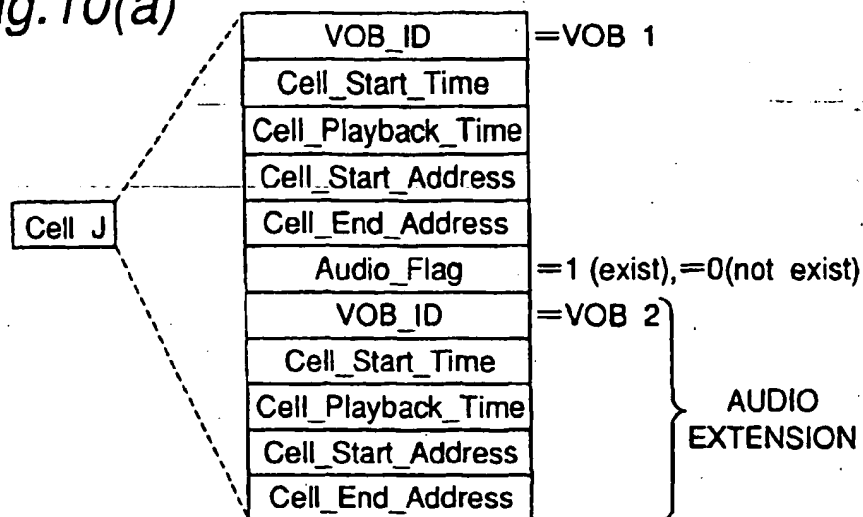 ig.10(a)
VOB_ID =VOB 1
Cell_Start_Time
Cell_Playback_Time
Cell_Start_Address
Cell J
Cell_End_Address
Audio_Flag =1 (exist),=0(not exist)
VOB_ID =VOB 2
Cell_Start_Time
Cell_Playback_Time
AUDIO
EXTENSION
Cell_Start_Address
Cell_End_Address